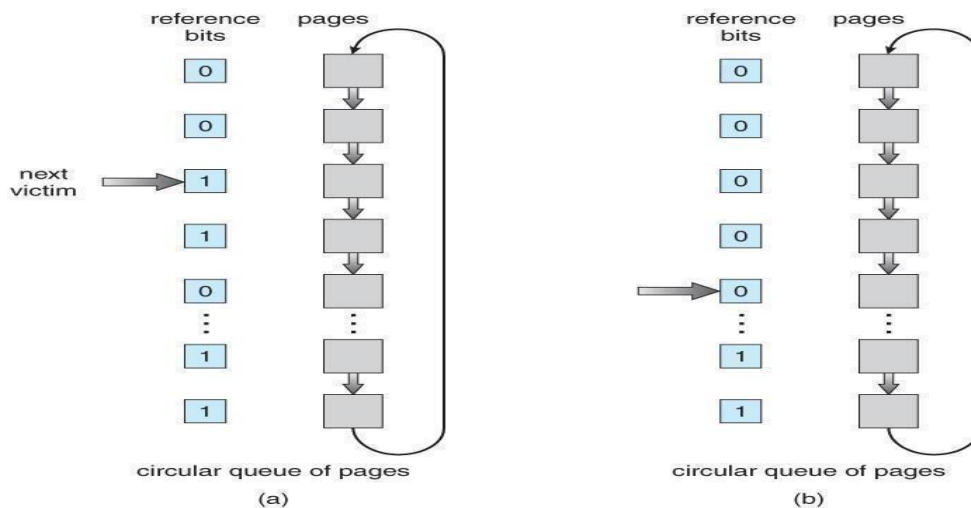 reference pages
bits
0
0
next
victim
1
1
0
1
1
circular queue of pages
(a)
reference pages
bits
0
0
0
0
0
1
1
circular queue of pages
(b)